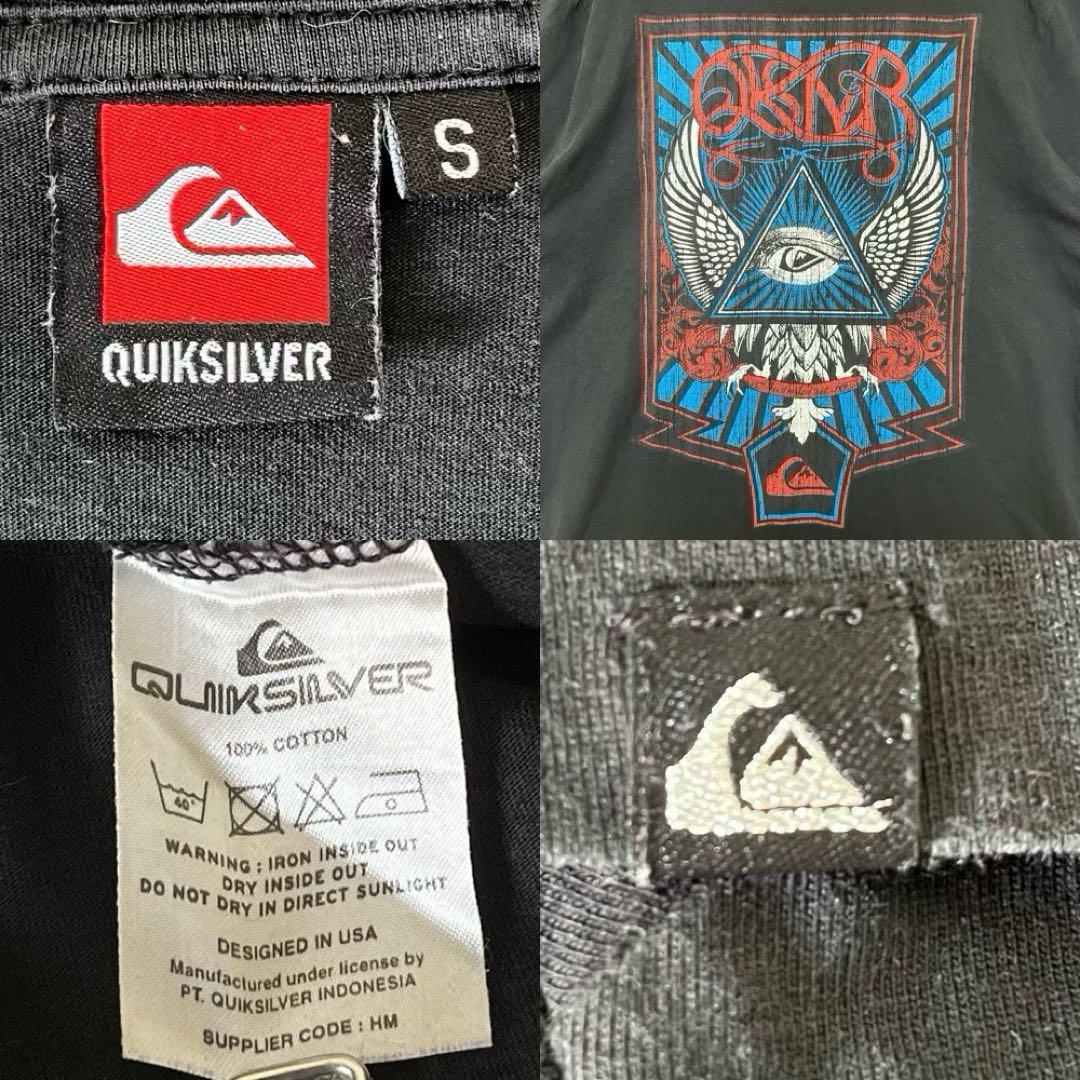 S
QUIKSILVER
QKSLVR
QUIKSILVER
100% COTTON
40°
WARNING : IRON INSIDE OUT
DRY INSIDE OUT
DO NOT DRY IN DIRECT SUNLIGHT
DESIGNED IN USA
Manufactured under license by
PT. QUIKSILVER INDONESIA
SUPPLIER CODE : HM